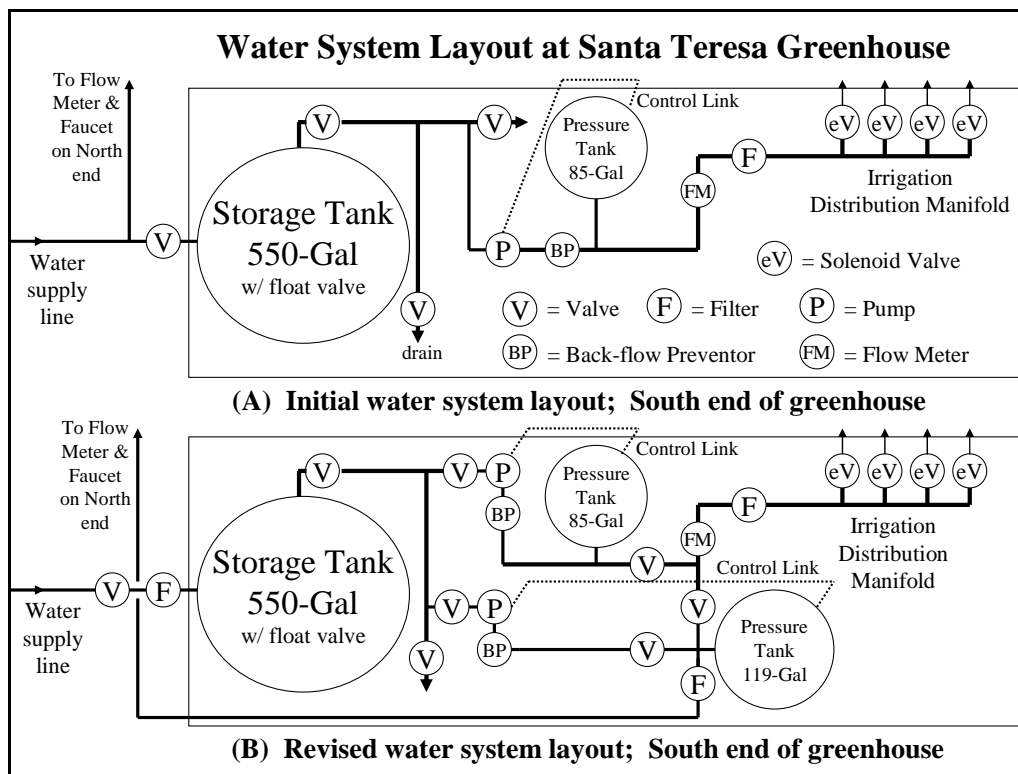 Water System Layout at Santa Teresa Greenhouse
To Flow
Meter &
Faucet
on North
end
Control Link
V
V
Pressure
Tank
85-Gal
eV
eV
eV
eV
F
FM
Irrigation
Distribution Manifold
Storage Tank
550-Gal
w/ float valve
V
Water
supply
line
P
BP
V
drain
eV = Solenoid Valve
V = Valve
F = Filter
P = Pump
BP = Back-flow Preventor
FM = Flow Meter
(A) Initial water system layout; South end of greenhouse
To Flow
Meter &
Faucet
on North
end
Control Link
V
V
P
BP
Pressure
Tank
85-Gal
eV
eV
eV
eV
F
FM
Irrigation
Distribution
Manifold
V
Control Link
Storage Tank
550-Gal
w/ float valve
V
F
Water
supply
line
V
P
V
BP
V
V
Pressure
Tank
119-Gal
F
(B) Revised water system layout; South end of greenhouse